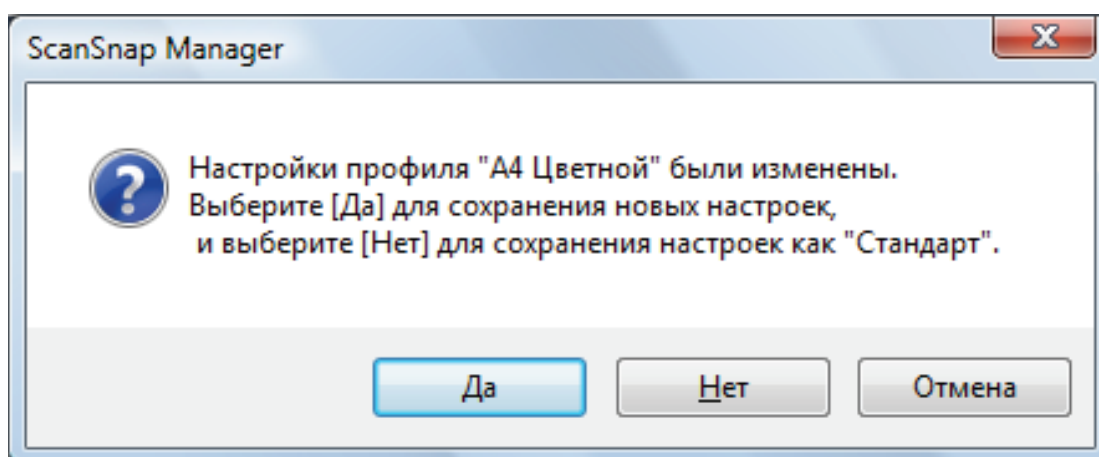 ScanSnap Manager
Настройки профиля "A4 Цветной" были изменены.
Выберите [Да] для сохранения новых настроек,
и выберите [Нет] для сохранения настроек как "Стандарт".
Да
Нет
Отмена